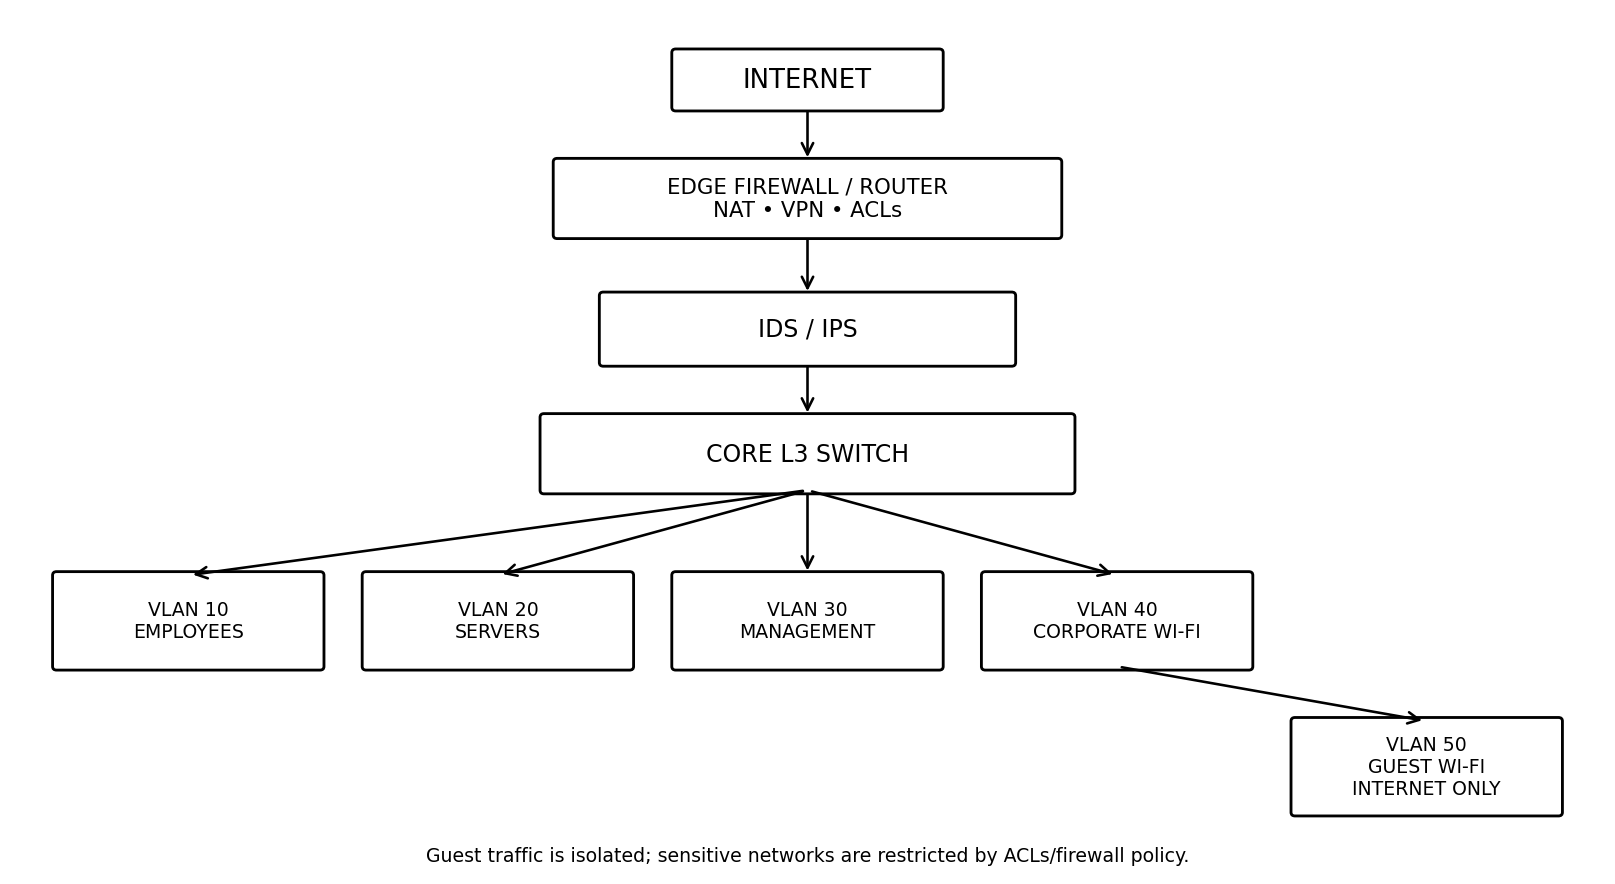 INTERNET
EDGE FIREWALL / ROUTER
NAT • VPN • ACLs
IDS / IPS
CORE L3 SWITCH
VLAN 10
EMPLOYEES
VLAN 20
SERVERS
VLAN 30
MANAGEMENT
VLAN 40
CORPORATE WI-FI
VLAN 50
GUEST WI-FI
INTERNET ONLY
Guest traffic is isolated; sensitive networks are restricted by ACLs/firewall policy.